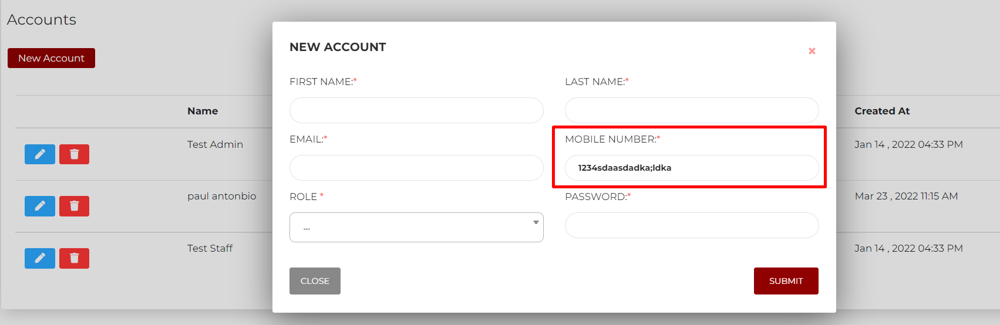 Accounts
New Account
Name
Created At
Test Admin
Jan 14 , 2022 04:33 PM
paul antonbio
Mar 23 , 2022 11:15 AM
Test Staff
Jan 14 , 2022 04:33 PM
NEW ACCOUNT
FIRST NAME:*
LAST NAME:*
EMAIL:*
MOBILE NUMBER:*
1234sdaasdadka;ldka
ROLE *
...
PASSWORD:*
CLOSE
SUBMIT